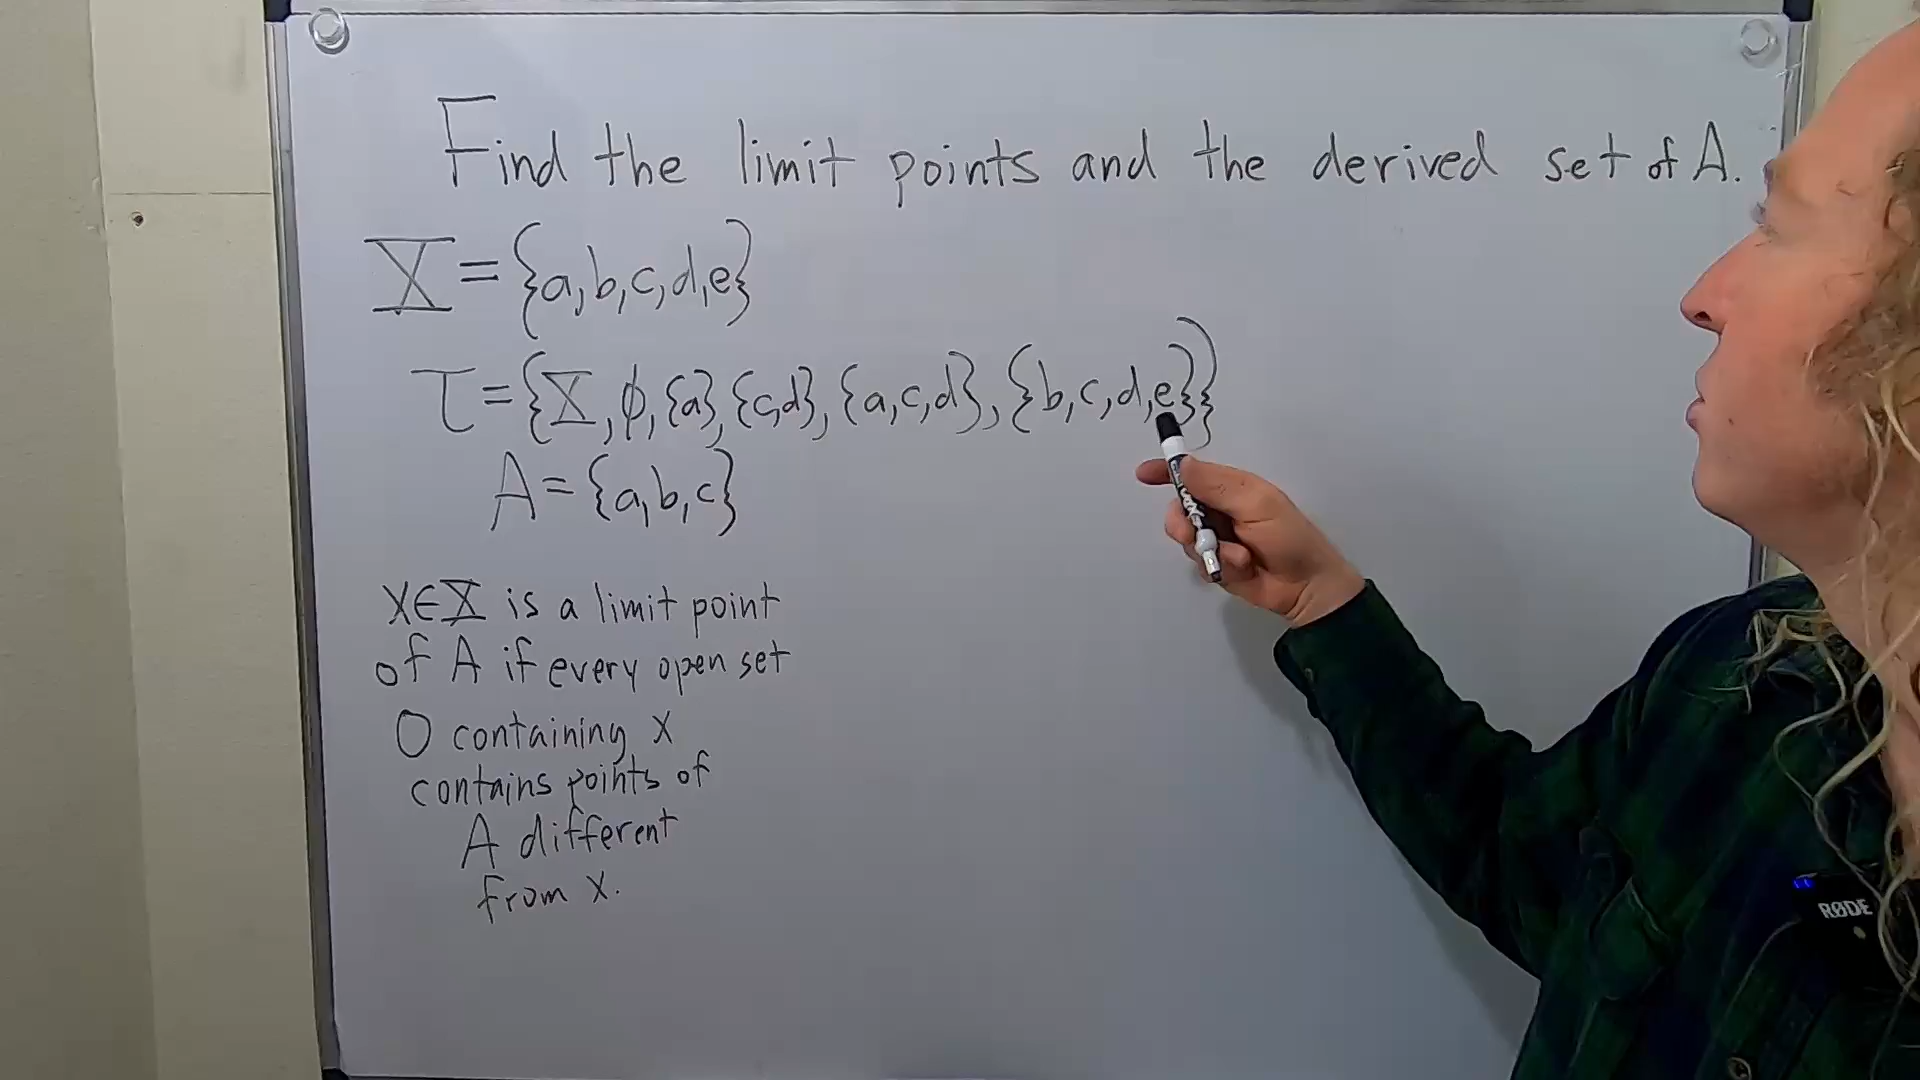 Find the limit points and the derived set of A.
X = {a, b, c, d, e}
τ = {X, ϕ, {a}, {c, d}, {a, c, d}, {b, c, d, e}}
A = {a, b, c}
x∈X is a limit point
of A if every open set
O containing x
contains points of
A different
from x.
RØDE